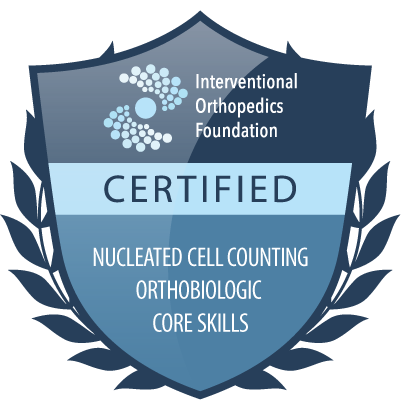 Interventional
Orthopedics
Foundation
CERTIFIED
NUCLEATED CELL COUNTING
ORTHOBIOLOGIC
CORE SKILLS